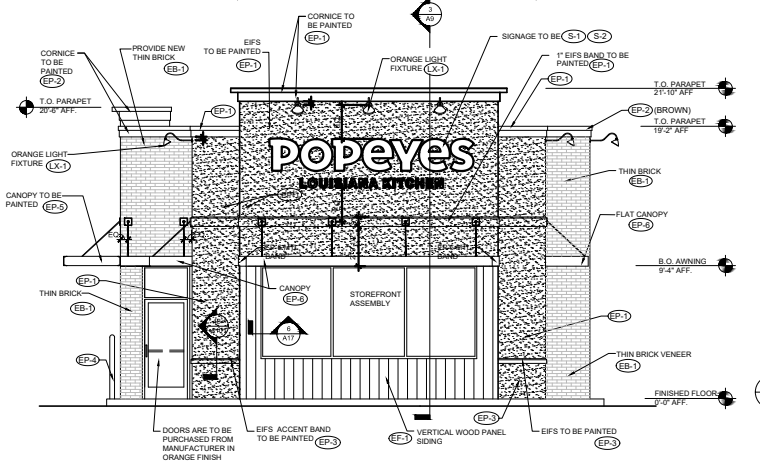 CORNICE TO
BE PAINTED
EP-1
3
A9
SIGNAGE TO BE S-1 S-2
CORNICE
TO BE
PAINTED
EP-2
PROVIDE NEW
THIN BRICK
EB-1
EIFS
TO BE PAINTED
EP-1
ORANGE LIGHT
FIXTURE LX-1
1" EIFS BAND TO BE
PAINTED EP-1
EP-1
T.O. PARAPET
21'-10" AFF
T.O. PARAPET
20'-6" AFF.
EP-1
EP-2 (BROWN)
T.O. PARAPET
19'-2" AFF
ORANGE LIGHT
FIXTURE
LX-1
POPEYES
LOUISIANA KITCHEN
THIN BRICK
EB-1
CANOPY TO BE
PAINTED EP-5
FLAT CANOPY
EP-6
B.O. AWNING
9'-4" AFF.
EP-1
THIN BRICK
EB-1
CANOPY
EP-6
STOREFRONT
ASSEMBLY
EP-1
6
A17
EP-4
THIN BRICK VENEER
EB-1
FINISHED FLOOR
0'-0" AFF.
DOORS ARE TO BE
PURCHASED FROM
MANUFACTURER IN
ORANGE FINISH
EIFS ACCENT BAND
TO BE PAINTED EP-3
EF-1 VERTICAL WOOD PANEL
SIDING
EP-3
EIFS TO BE PAINTED
EP-3